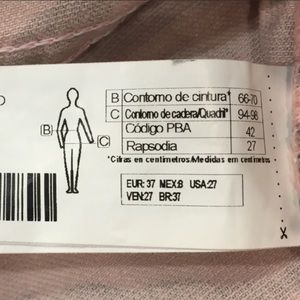 B Contorno de cintura* 66-70
C Contorno de cadera/Quadril* 94-98
Código PBA 42
Rapsodia 27
*Cifras en centímetros/Medidas em centímetros
B
C
EUR: 37 MEX:8 USA:27
VEN:27 BR:37